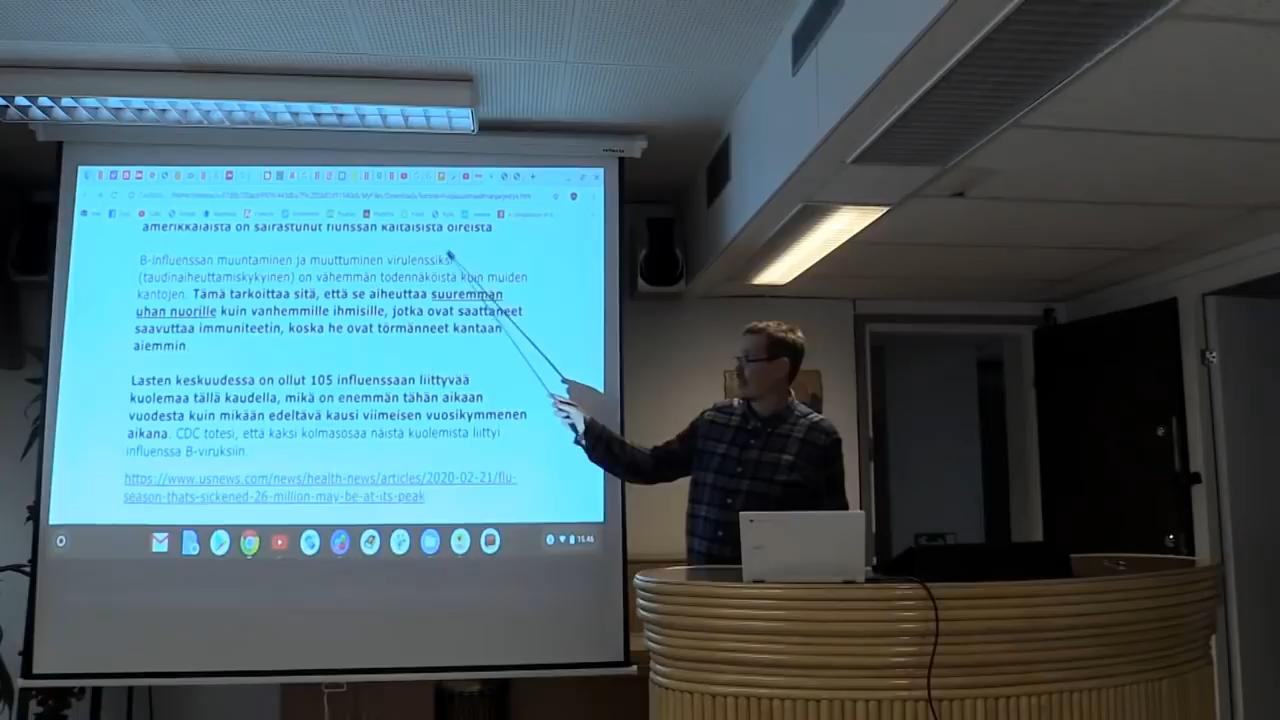 amerikkalaista on sairastunut flunssan kaltaisista oireista
B-influenssan muuntaminen ja muuttuminen virulenssiksi
(taudinaiheuttamiskykyinen) on vähemmän todennäköistä kuin muiden
kantojen. Tämä tarkoittaa sitä, että se aiheuttaa suuremman
uhan nuorille kuin vanhemmille ihmisille, jotka ovat saattaneet
saavuttaa immuniteetin, koska he ovat törmänneet kantaan
aiemmin.
Lasten keskuudessa on ollut 105 influenssaan liittyvää
kuolemaa tällä kaudella, mikä on enemmän tähän aikaan
vuodesta kuin mikään edeltävä kausi viimeisen vuosikymmenen
aikana. CDC totesi, että kaksi kolmasosaa näistä kuolemista liittyi
influenssa B-viruksiin.
https://www.usnews.com/news/health-news/articles/2020-02-21/flu-
season-thats-sickened-26-million-may-be-at-its-peak
15.46